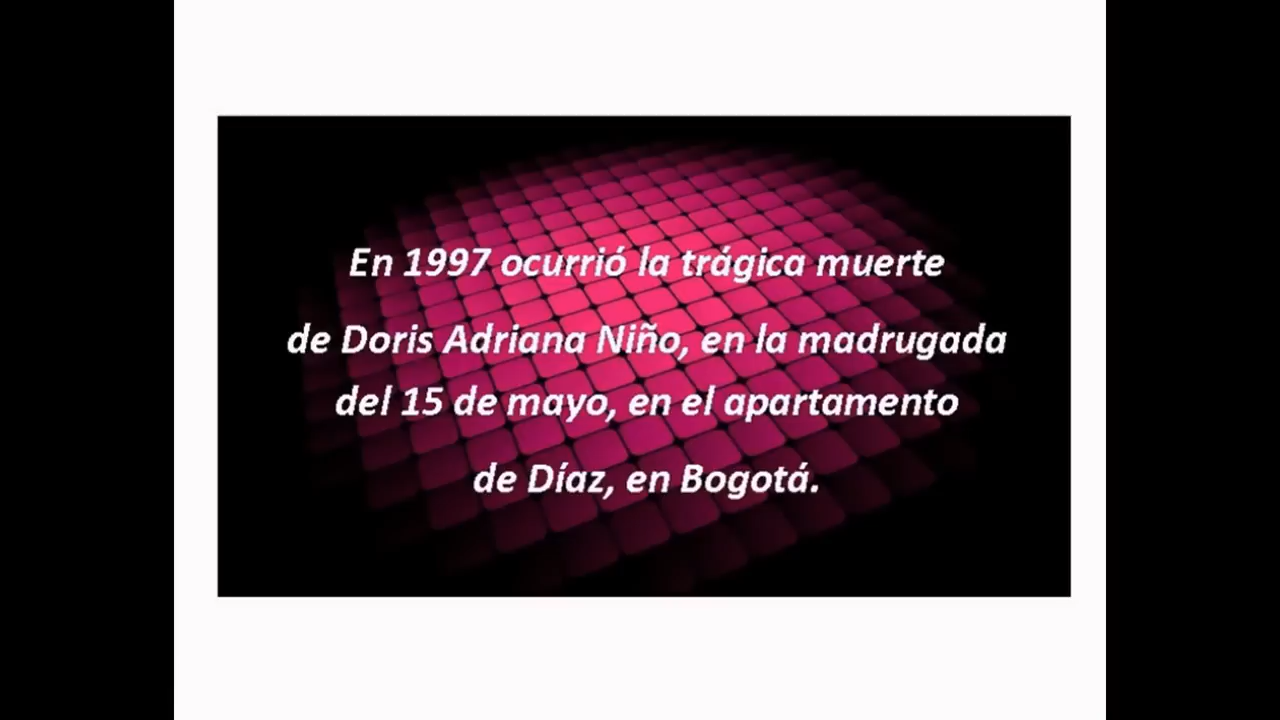 En 1997 ocurrió la trágica muerte
de Doris Adriana Niño, en la madrugada
del 15 de mayo, en el apartamento
de Díaz, en Bogotá.